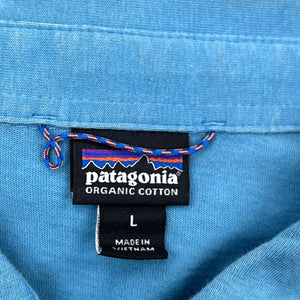 patagonia
ORGANIC COTTON
L
MADE IN
VIETNAM